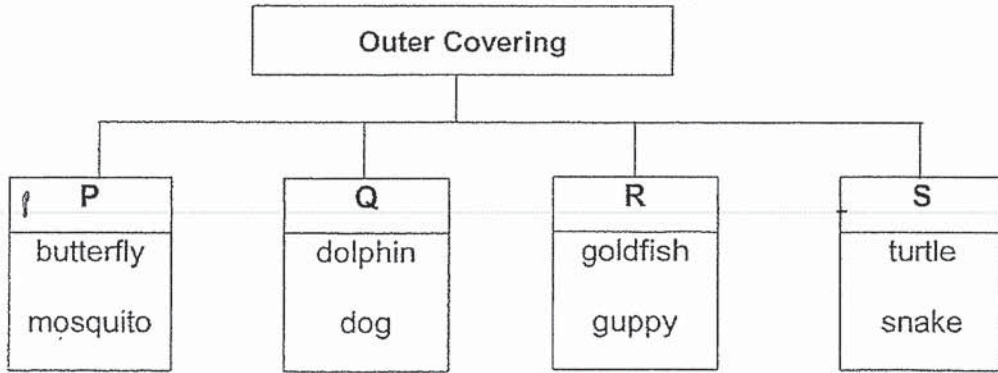 Outer Covering
P Q R S
butterfly dolphin goldfish turtle
mosquito dog guppy snake